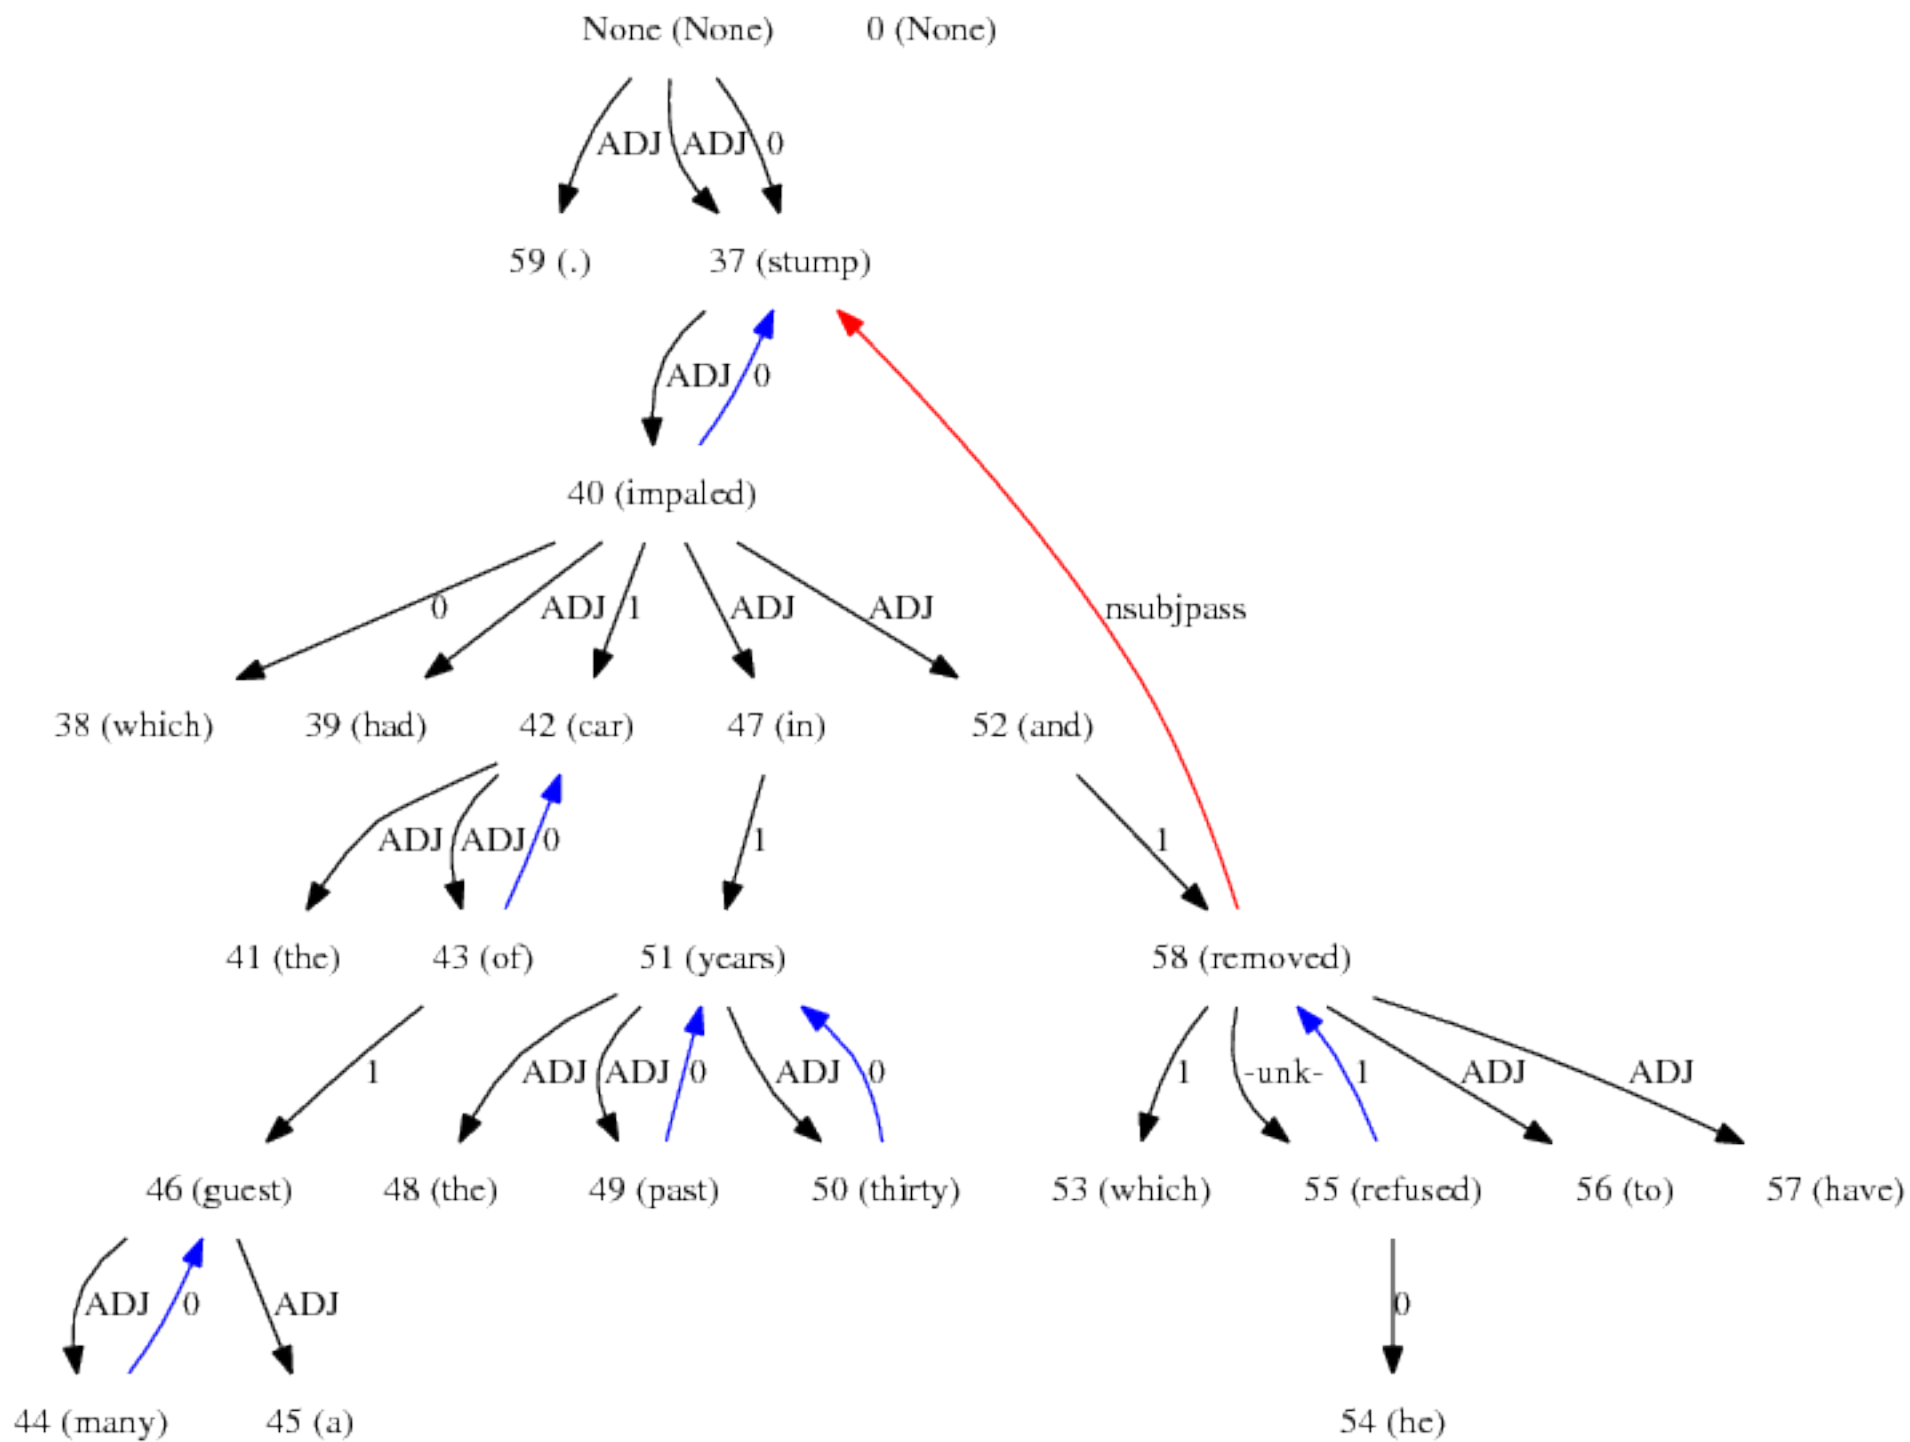 None (None) 0 (None)
ADJ ADJ 0
59 (.) 37 (stump)
ADJ 0
40 (impaled)
0 ADJ 1 ADJ ADJ nsubjpass
38 (which) 39 (had) 42 (car) 47 (in) 52 (and)
ADJ ADJ 0 1 1
41 (the) 43 (of) 51 (years) 58 (removed)
1 ADJ ADJ 0 ADJ 0 1 -unk- 1 ADJ ADJ
46 (guest) 48 (the) 49 (past) 50 (thirty) 53 (which) 55 (refused) 56 (to) 57 (have)
ADJ 0 ADJ 0
44 (many) 45 (a) 54 (he)